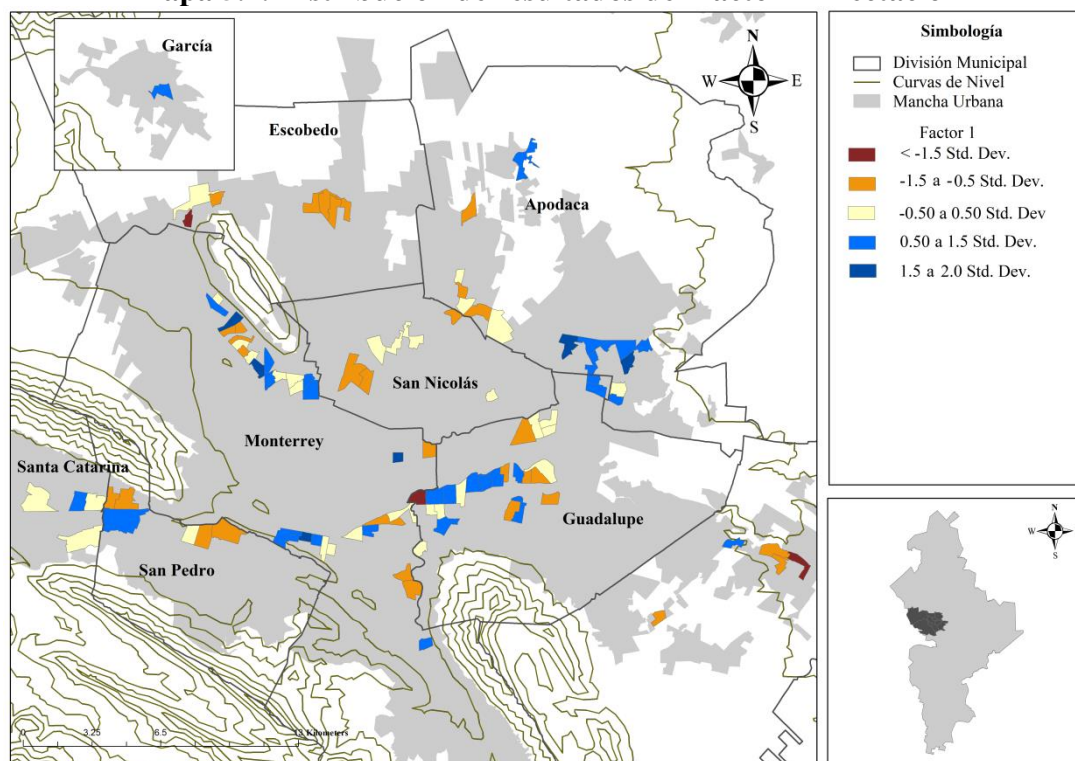 García
N
W E
S
Escobedo
Apodaca
San Nicolás
Monterrey
Santa Catarina
Guadalupe
San Pedro
0 3.25 6.5 13 Kilometers
Simbología
División Municipal
Curvas de Nivel
Mancha Urbana
Factor 1
< -1.5 Std. Dev.
-1.5 a -0.5 Std. Dev.
-0.50 a 0.50 Std. Dev
0.50 a 1.5 Std. Dev.
1.5 a 2.0 Std. Dev.
N
W E
S